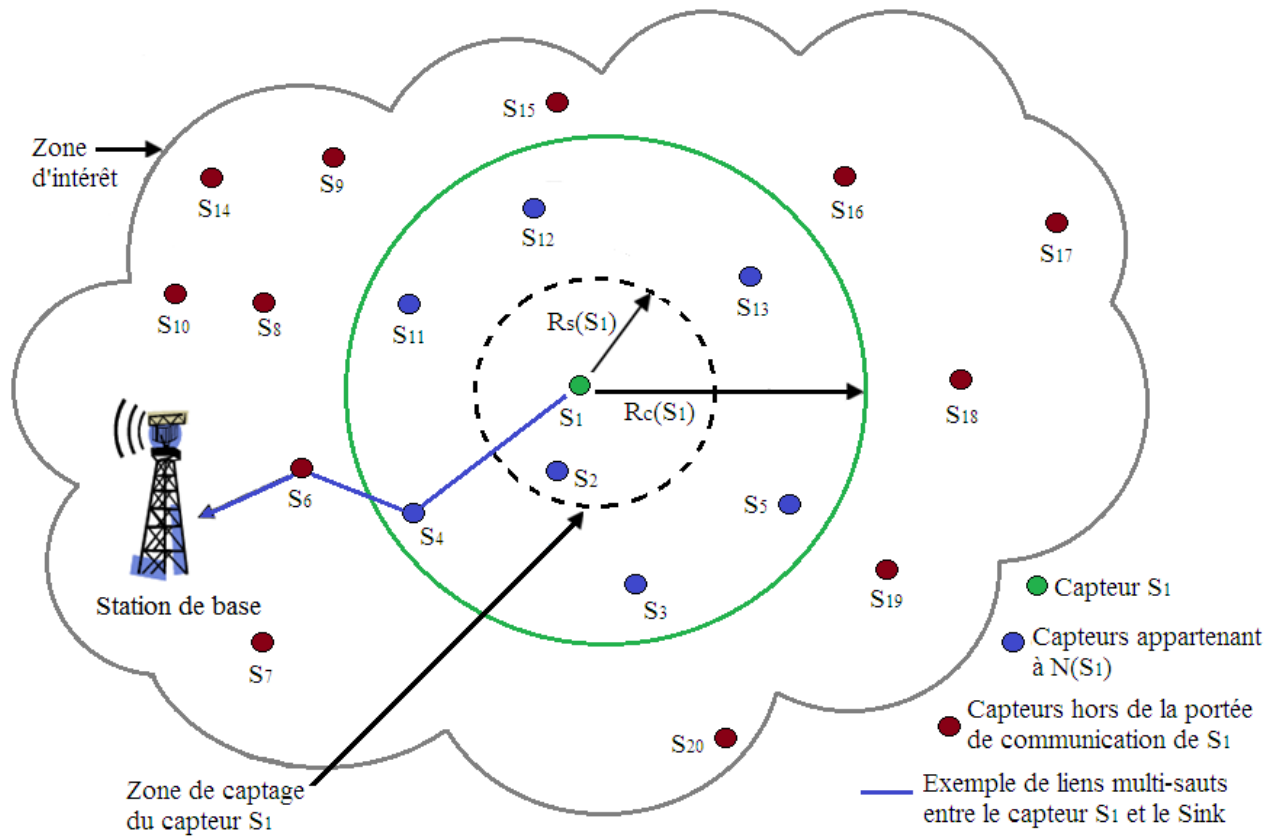 S15
Zone
d'intérêt
S9
S14
S16
S12
S17
S13
S10
S8
S11
Rs(S1)
S1
Rc(S1)
S18
S2
S6
S5
S4
Station de base
S3
S19
Capteur S1
Capteurs appartenant
à N(S1)
S7
Capteurs hors de la portée
de communication de S1
S20
Zone de captage
du capteur S1
Exemple de liens multi-sauts
entre le capteur S1 et le Sink